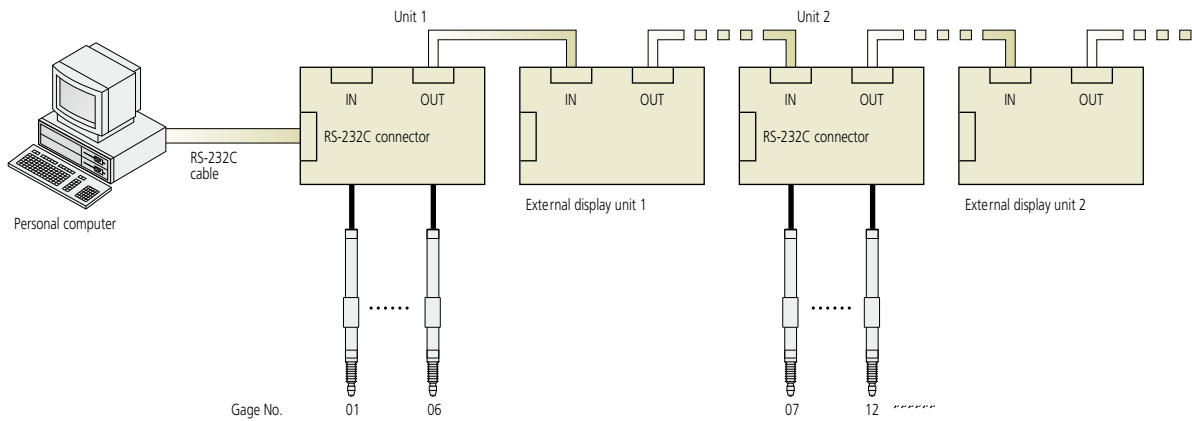 Unit 1
Unit 2
IN
OUT
IN
OUT
IN
OUT
IN
OUT
RS-232C connector
RS-232C connector
RS-232C
cable
External display unit 1
External display unit 2
Personal computer
Gage No.
01
06
07
12